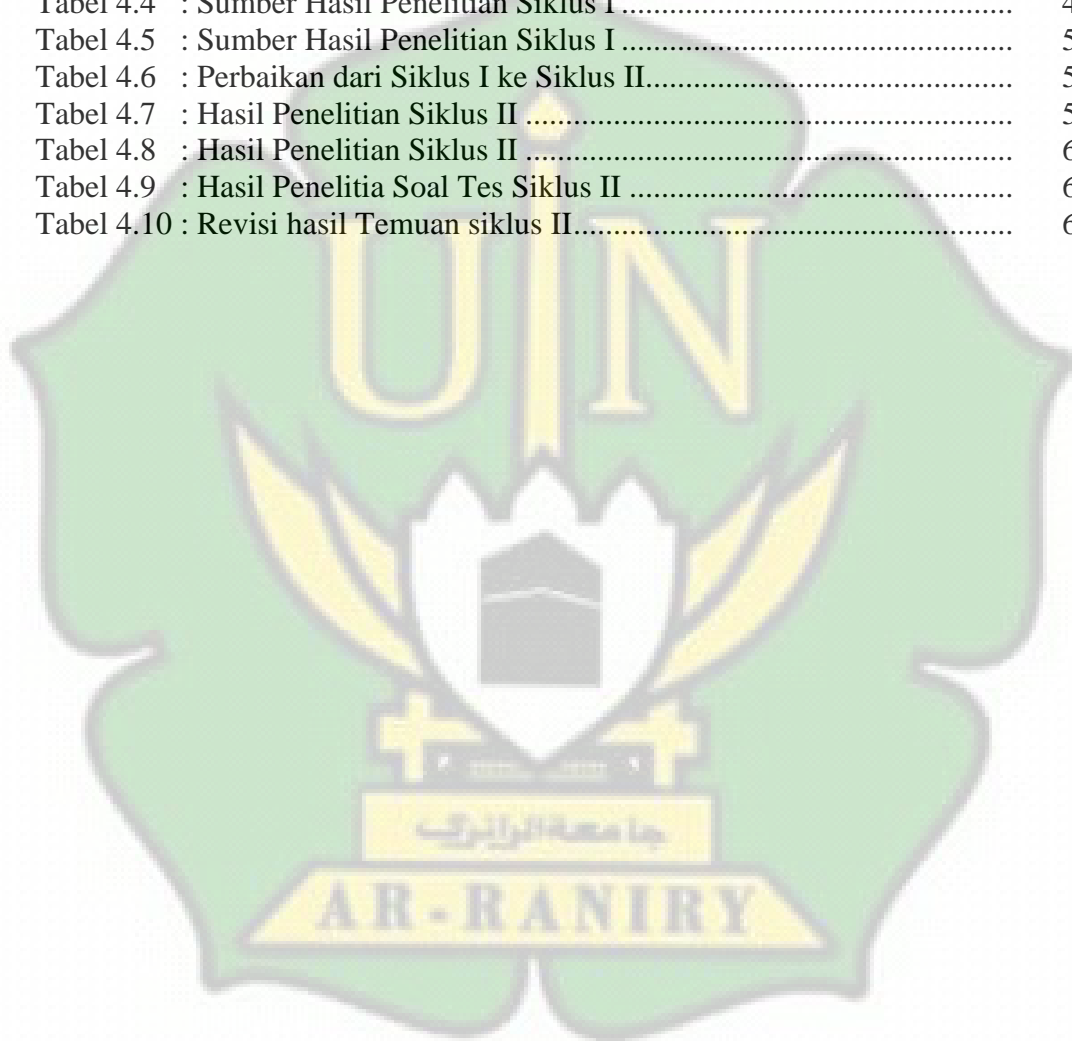 Tabel 4.4 : Sumber Hasil Penelitian Siklus I ................................................. 4
Tabel 4.5 : Sumber Hasil Penelitian Siklus I ................................................. 5
Tabel 4.6 : Perbaikan dari Siklus I ke Siklus II.............................................. 5
Tabel 4.7 : Hasil Penelitian Siklus II ............................................................. 5
Tabel 4.8 : Hasil Penelitian Siklus II ............................................................. 6
Tabel 4.9 : Hasil Penelitia Soal Tes Siklus II ................................................ 6
Tabel 4.10 : Revisi hasil Temuan siklus II....................................................... 6
UIN
جامعة الرانري
AR-RANIRY